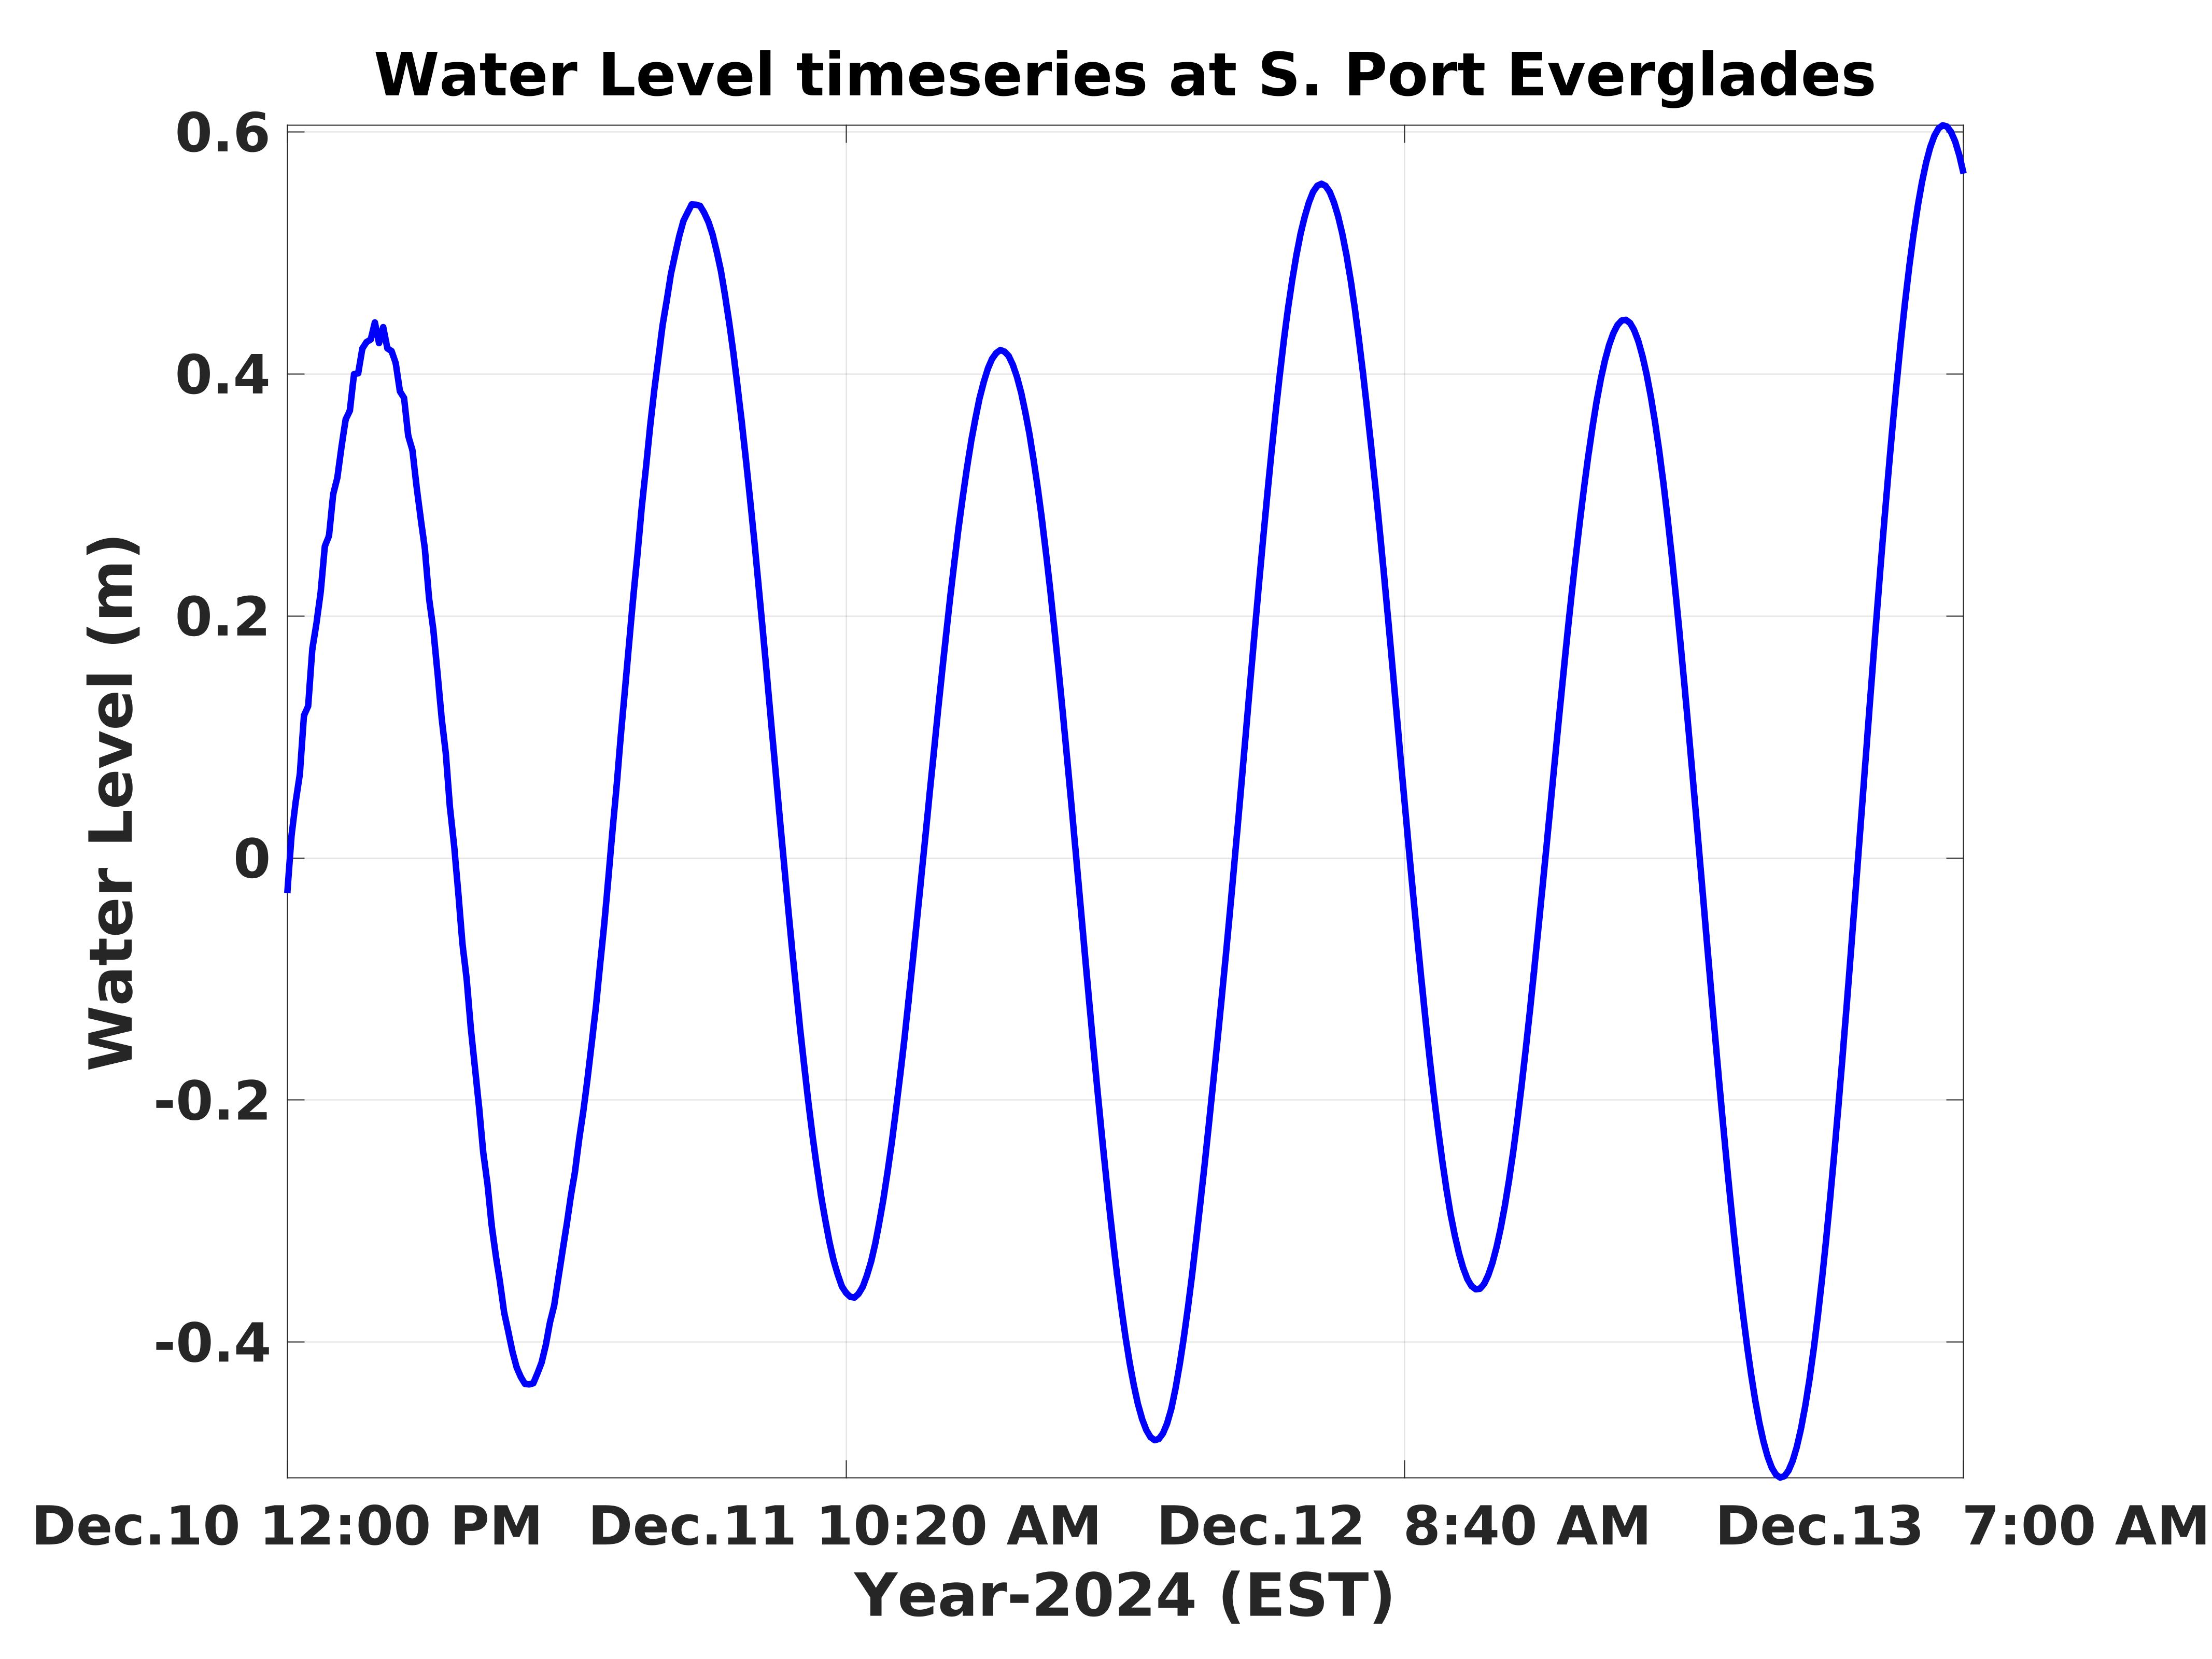 Water Level timeseries at S. Port Everglades
0.6
0.4
0.2
0
-0.2
-0.4
Water Level (m)
Dec.10 12:00 PM Dec.11 10:20 AM Dec.12 8:40 AM Dec.13 7:00 AM
Year-2024 (EST)